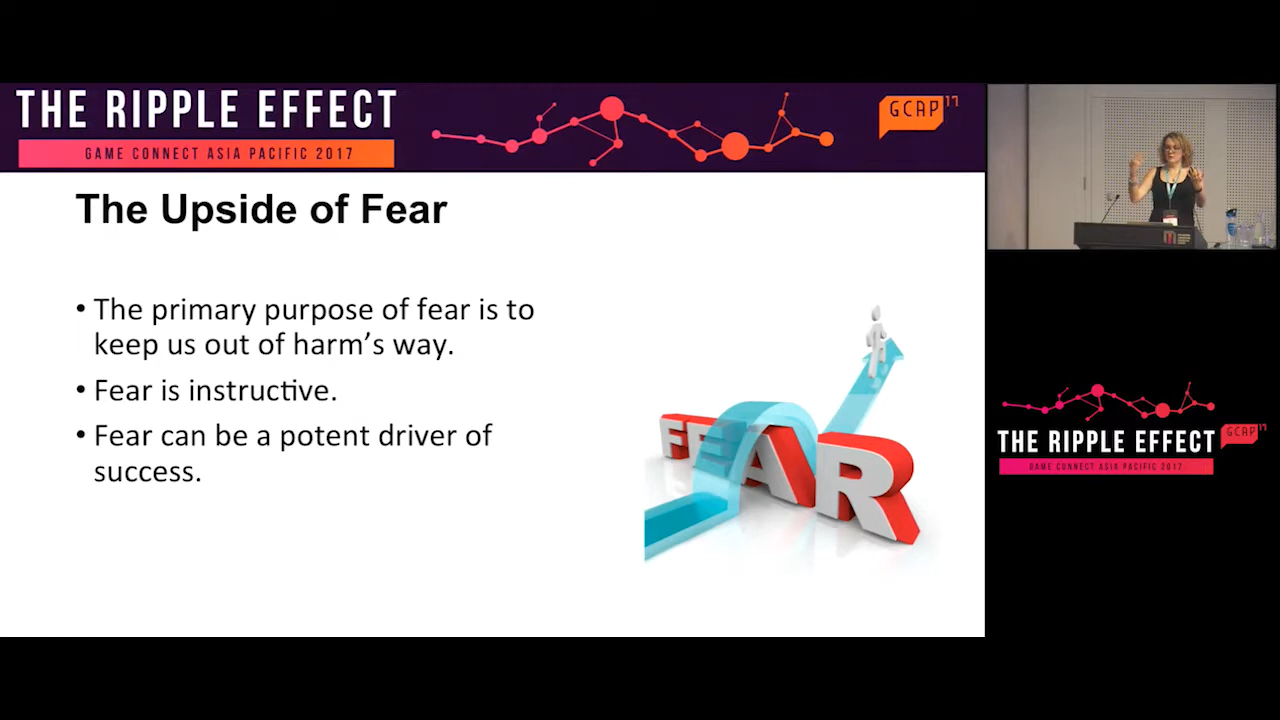 THE RIPPLE EFFECT
GAME CONNECT ASIA PACIFIC 2017
GCAP 17
The Upside of Fear
• The primary purpose of fear is to
keep us out of harm’s way.
• Fear is instructive.
• Fear can be a potent driver of
success.
FEAR
THE RIPPLE EFFECT
GCAP 17
GAME CONNECT ASIA PACIFIC 2017